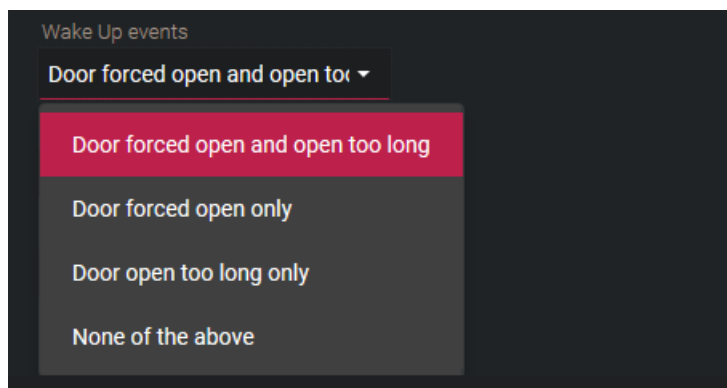 Wake Up events
Door forced open and open too
Door forced open and open too long
Door forced open only
Door open too long only
None of the above